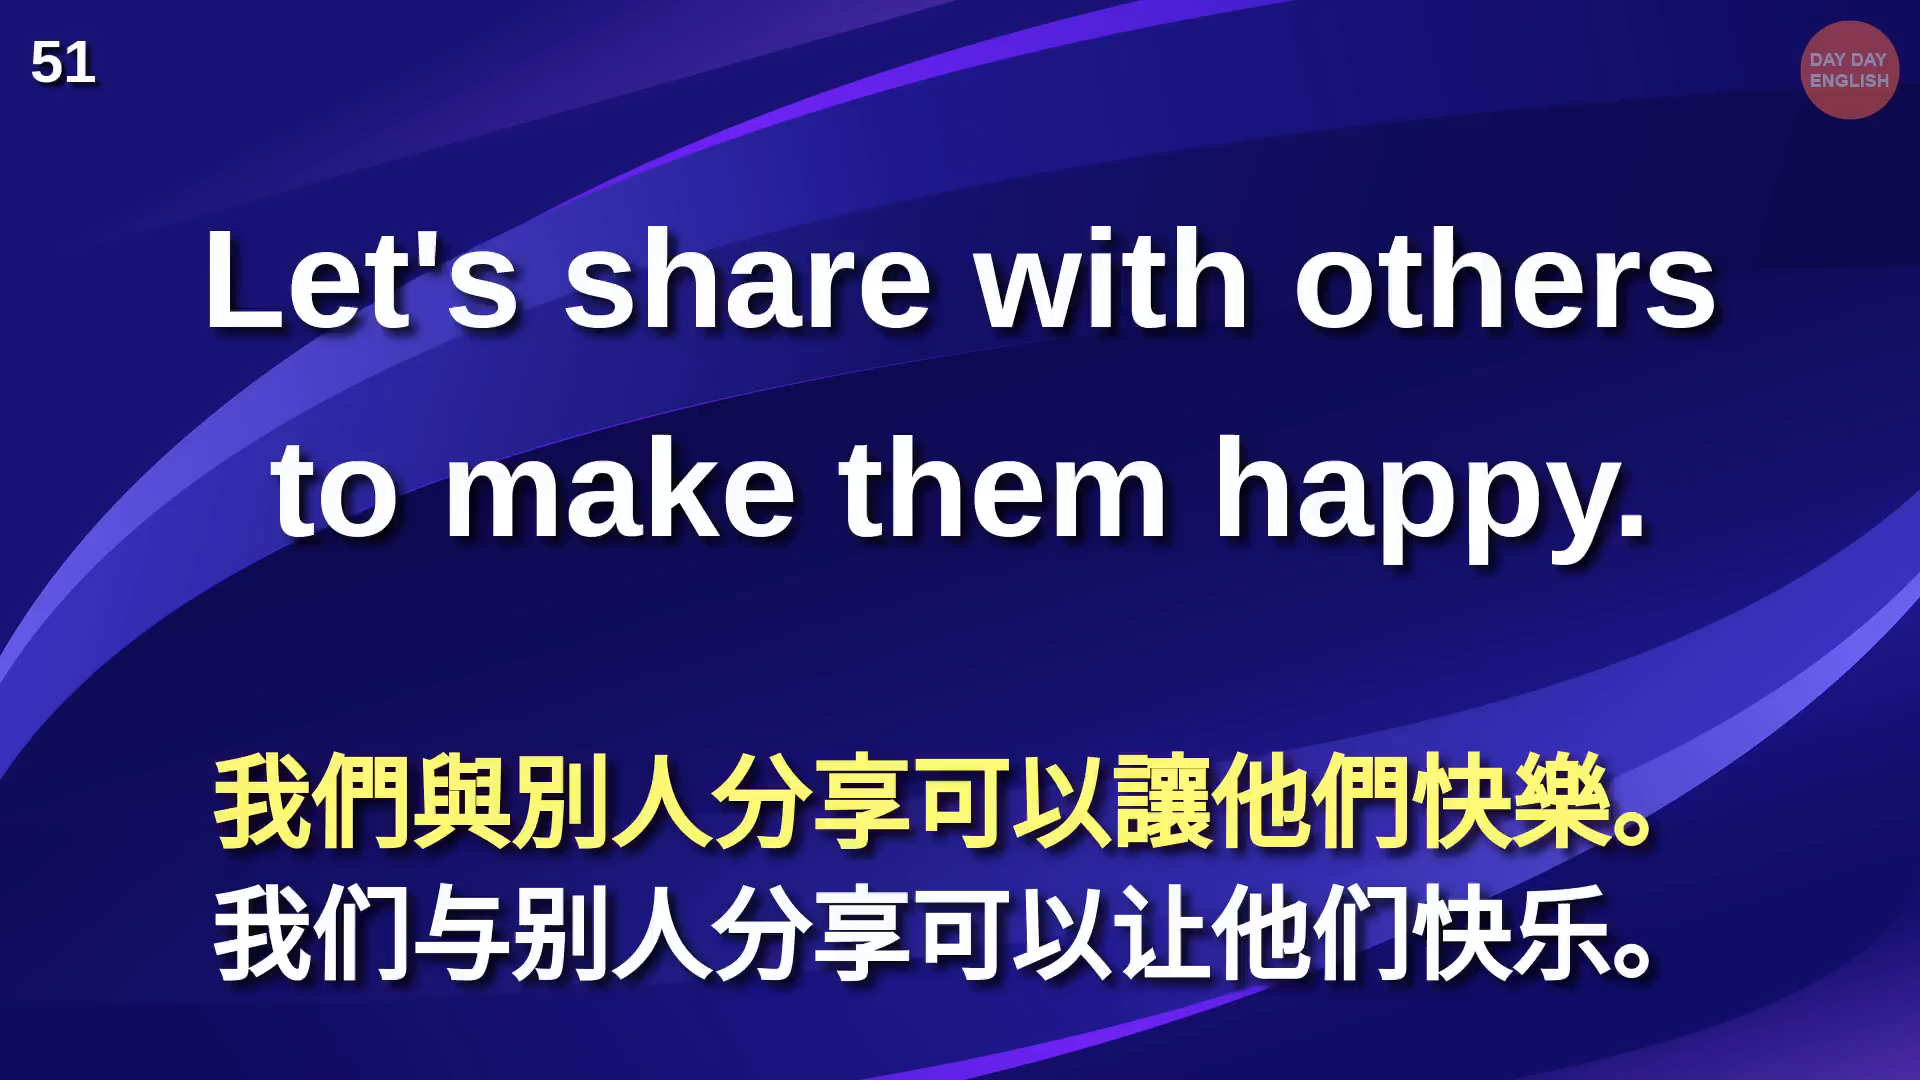 51
DAY DAY
ENGLISH
Let's share with others
to make them happy.
我們與別人分享可以讓他們快樂。
我们与别人分享可以让他们快乐。